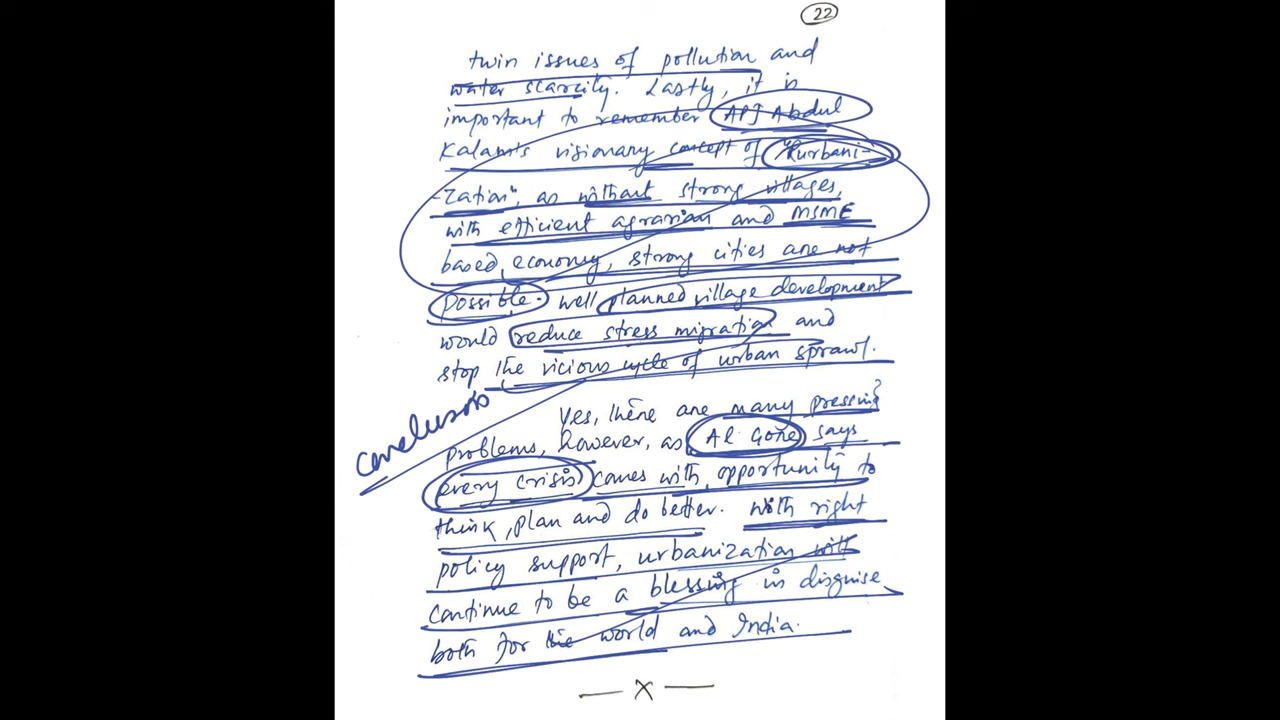 22
twin issues of pollution and
water scarcity. Lastly, it is
important to remember APJ Abdul
Kalam's visionary concept of "Rurbani-
-zation", as without strong villages,
with efficient agrarian and MSME
based economy, strong cities are not
possible. Well planned village development
would reduce stress migration and
stop the vicious cycle of urban sprawl.
Conclusion
Yes, there are many pressing
problems, however, as Al Gore says
every crisis comes with opportunity to
think, plan and do better. With right
policy support, urbanization will
continue to be a blessing in disguise
both for the world and India.
— X —